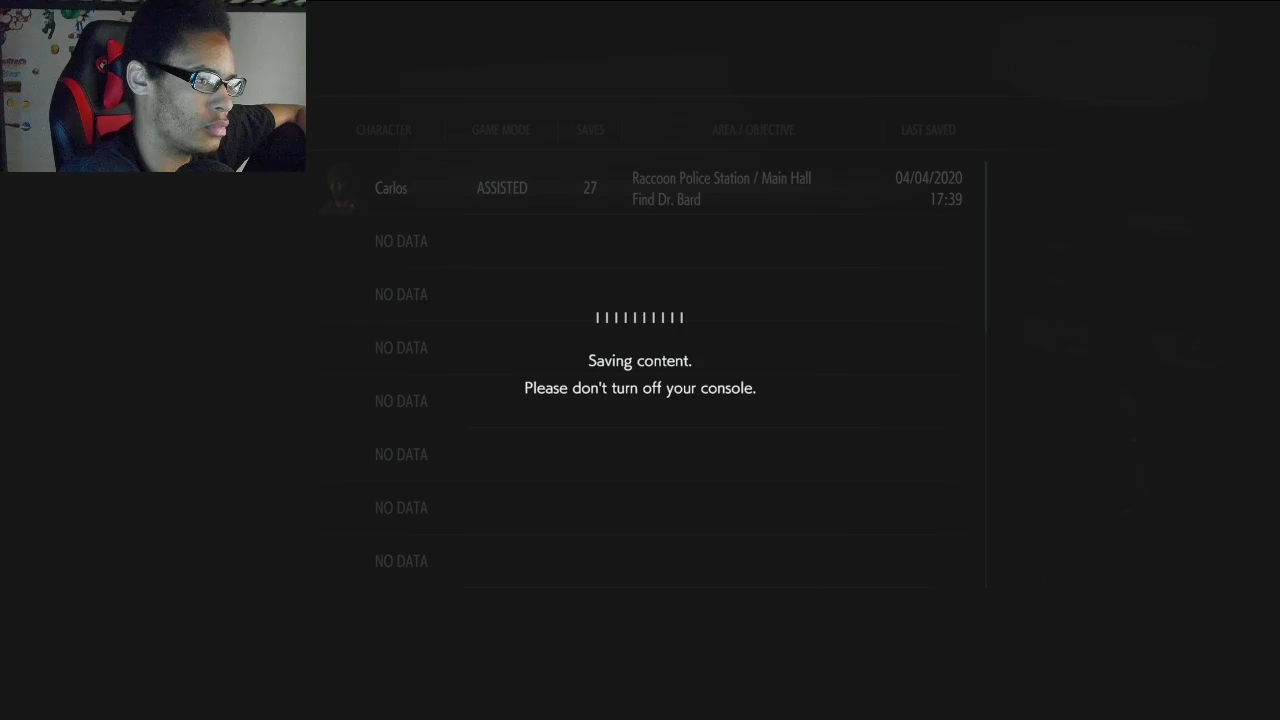 CHARACTER GAME MODE SAVES AREA / OBJECTIVE LAST SAVED
Carlos ASSISTED 27 Raccoon Police Station / Main Hall 04/04/2020
Find Dr. Bard 17:39
NO DATA
NO DATA
NO DATA
NO DATA
NO DATA
NO DATA
NO DATA
Saving content.
Please don't turn off your console.